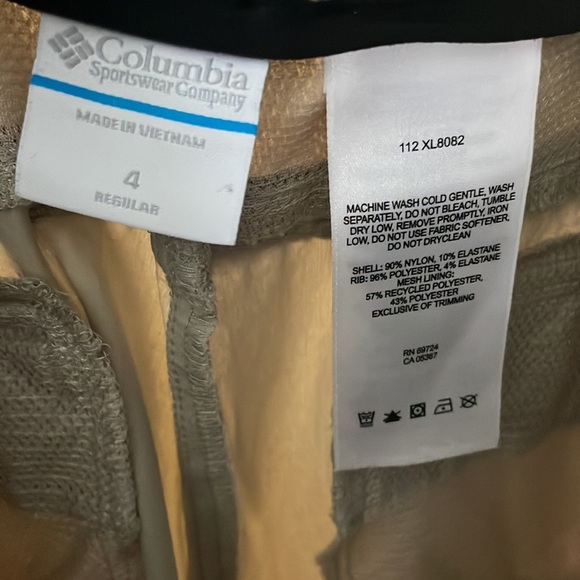 Columbia
Sportswear Company
MADE IN VIETNAM
4
REGULAR
112 XL8082
MACHINE WASH COLD GENTLE, WASH
SEPARATELY, DO NOT BLEACH, TUMBLE
DRY LOW, REMOVE PROMPTLY, IRON
LOW, DO NOT USE FABRIC SOFTENER,
DO NOT DRYCLEAN
SHELL: 90% NYLON, 10% ELASTANE
RIB: 96% POLYESTER, 4% ELASTANE
MESH LINING:
57% RECYCLED POLYESTER,
43% POLYESTER
EXCLUSIVE OF TRIMMING
RN 69724
CA 05367